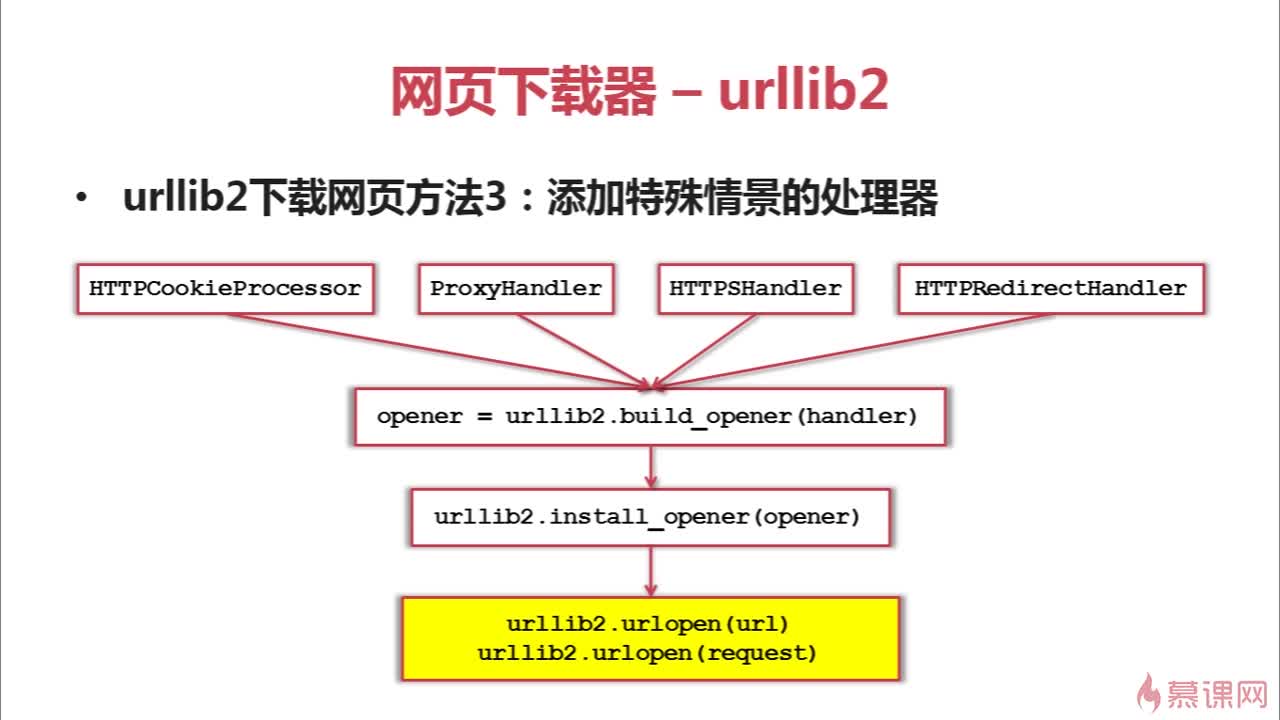 网页下载器 – urllib2
• urllib2下载网页方法3：添加特殊情景的处理器
HTTPCookieProcessor
ProxyHandler
HTTPSHandler
HTTPRedirectHandler
opener = urllib2.build_opener(handler)
urllib2.install_opener(opener)
urllib2.urlopen(url)
urllib2.urlopen(request)
慕课网